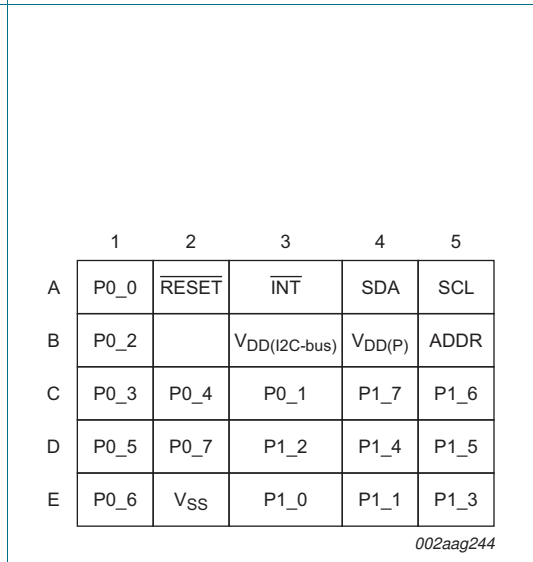 1 2 3 4 5
A P0_0 RESET INT SDA SCL
B P0_2 VDD(I2C-bus) VDD(P) ADDR
C P0_3 P0_4 P0_1 P1_7 P1_6
D P0_5 P0_7 P1_2 P1_4 P1_5
E P0_6 VSS P1_0 P1_1 P1_3
002aag244